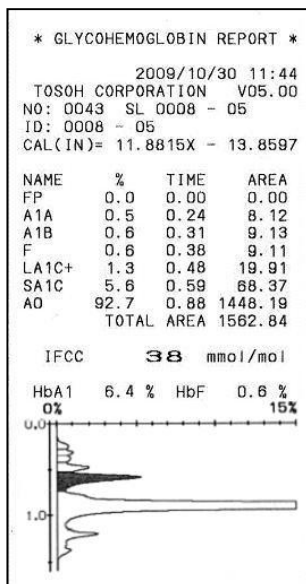 * GLYCOHEMOGLOBIN REPORT *
2009/10/30 11:44
TOSOH CORPORATION V05.00
NO: 0043 SL 0008 - 05
ID: 0008 - 05
CAL(IN)= 11.8815X - 13.8597
NAME % TIME AREA
FP 0.0 0.00 0.00
A1A 0.5 0.24 8.12
A1B 0.6 0.31 9.13
F 0.6 0.38 9.11
LA1C+ 1.3 0.48 19.91
SA1C 5.6 0.59 68.37
A0 92.7 0.88 1448.19
TOTAL AREA 1562.84
IFCC 38 mmol/mol
HbA1 6.4 % HbF 0.6 %
0% 15%
0.0
1.0